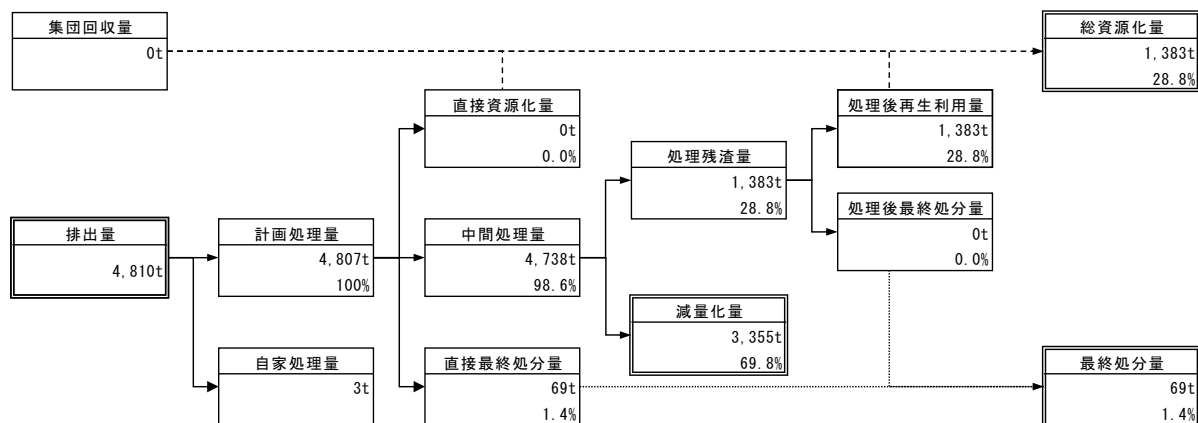 集団回収量
0t
総資源化量
1,383t
28.8%
直接資源化量
0t
0.0%
処理後再生利用量
1,383t
28.8%
処理残渣量
1,383t
28.8%
処理後最終処分量
0t
0.0%
排出量
4,810t
計画処理量
4,807t
100%
中間処理量
4,738t
98.6%
減量化量
3,355t
69.8%
自家処理量
3t
直接最終処分量
69t
1.4%
最終処分量
69t
1.4%